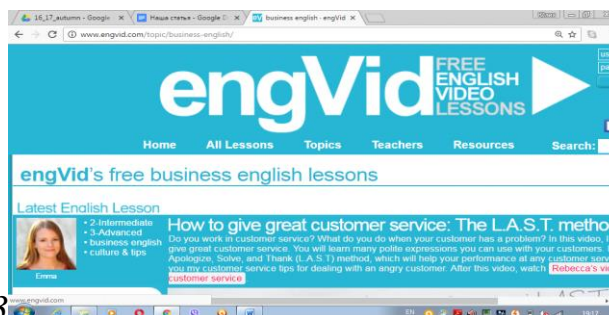 16_17_autumn - Googl
Наша статья - Google
business english - engVid
www.engvid.com/topic/business-english/
engVid
FREE
ENGLISH
VIDEO
LESSONS
Home All Lessons Topics Teachers Resources Search:
engVid's free business english lessons
Latest English Lesson
• 2-Intermediate
• 3-Advanced
• business english
• culture & tips
Emma
How to give great customer service: The L.A.S.T. metho
Do you work in customer service? What do you do when your customer has a problem? In this video, I
give great customer service. You will learn many polite expressions you can use with your customers.
Apologize, Solve, and Thank (L.A.S.T) method, which will help your performance at any customer serv
you my customer service tips for dealing with an angry customer. After this video, watch Rebecca's vi
customer service
www.engvid.com
EN 19:17
3